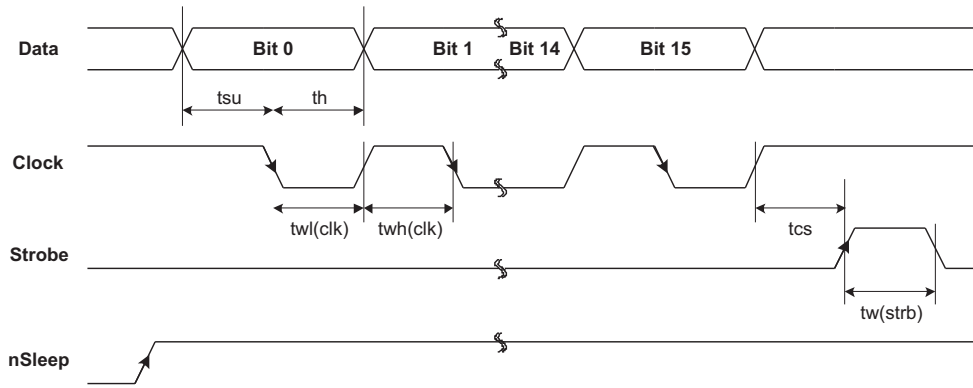 Data
Bit 0
Bit 1
Bit 14
Bit 15
tsu
th
Clock
twl(clk)
twh(clk)
tcs
Strobe
tw(strb)
nSleep